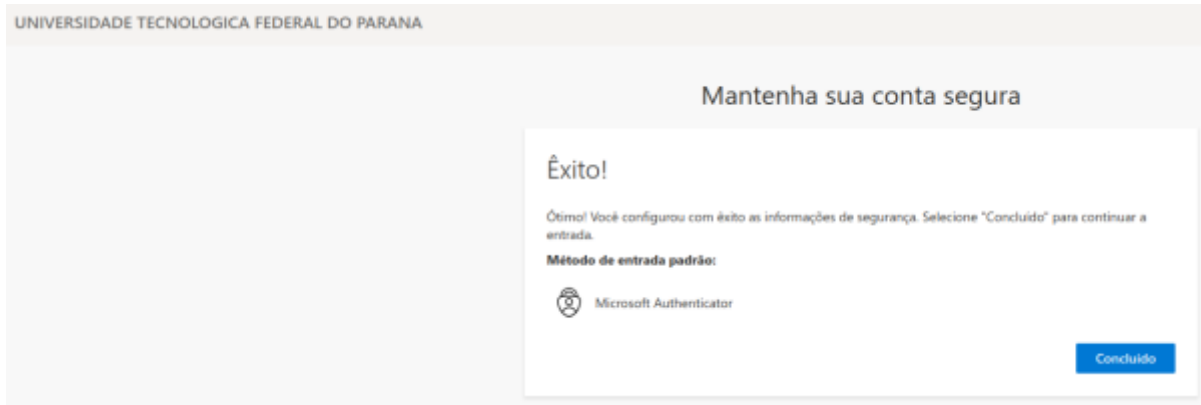 UNIVERSIDADE TECNOLOGICA FEDERAL DO PARANA
Mantenha sua conta segura
Êxito!
Ótimo! Você configurou com êxito as informações de segurança. Selecione "Concluído" para continuar a
entrada.
Método de entrada padrão:
Microsoft Authenticator
Concluído